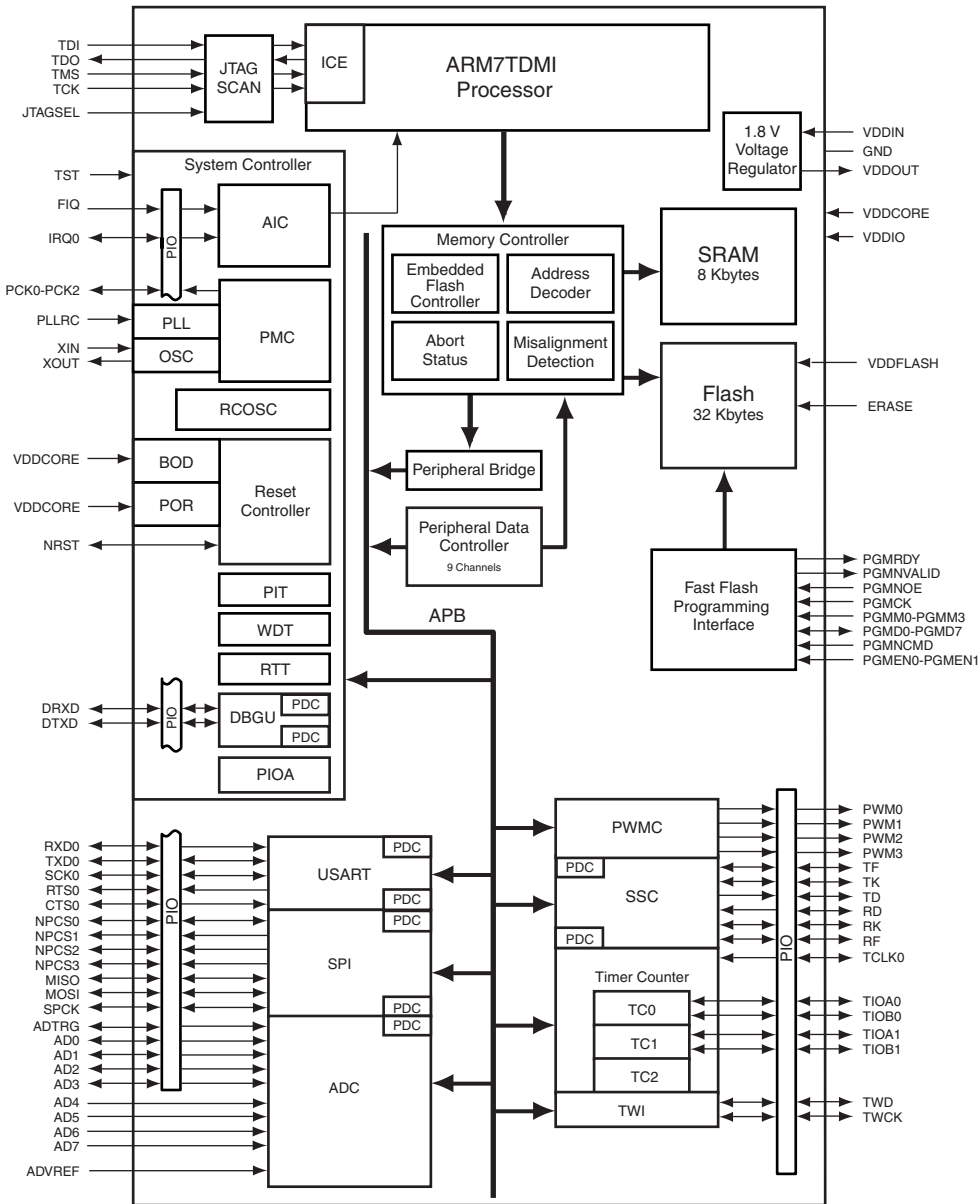 TDI
TDO
TMS
TCK
JTAGSEL
JTAG
SCAN
ICE
ARM7TDMI
Processor
1.8 V
Voltage
Regulator
VDDIN
GND
VDDOUT
VDDCORE
VDDIO
System Controller
TST
FIQ
IRQ0
PIO
AIC
PCK0-PCK2
PLLRC
PLL
XIN
XOUT
OSC
PMC
RCOSC
VDDCORE
BOD
VDDCORE
POR
Reset
Controller
NRST
PIT
WDT
RTT
DRXD
DTXD
PIO
DBGU
PDC
PDC
PIOA
Memory Controller
Embedded
Flash
Controller
Address
Decoder
Abort
Status
Misalignment
Detection
SRAM
8 Kbytes
Flash
32 Kbytes
VDDFLASH
ERASE
Peripheral Bridge
Peripheral Data
Controller
9 Channels
APB
Fast Flash
Programming
Interface
PGMRDY
PGMNVALID
PGMNOE
PGMCK
PGMM0-PGMM3
PGMD0-PGMD7
PGMNCMD
PGMEN0-PGMEN1
RXD0
TXD0
SCK0
RTS0
CTS0
NPCS0
NPCS1
NPCS2
NPCS3
MISO
MOSI
SPCK
ADTRG
AD0
AD1
AD2
AD3
AD4
AD5
AD6
AD7
ADVREF
PIO
PDC
USART
PDC
PDC
SPI
PDC
PDC
ADC
PWMC
PDC
SSC
PDC
Timer Counter
TC0
TC1
TC2
TWI
PIO
PWM0
PWM1
PWM2
PWM3
TF
TK
TD
RD
RK
RF
TCLK0
TIOA0
TIOB0
TIOA1
TIOB1
TWD
TWCK